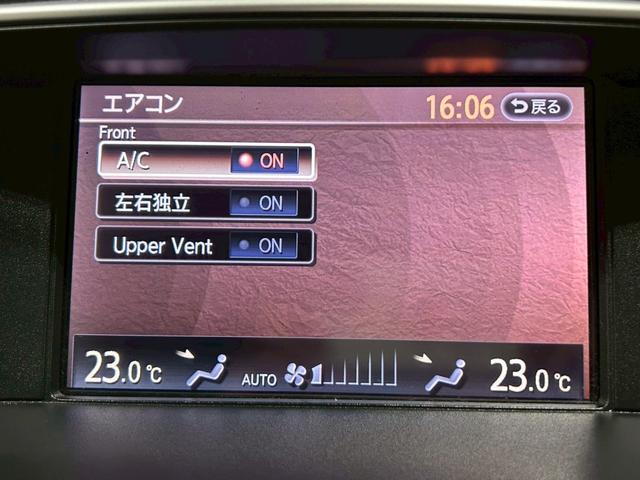 エアコン 16:06 戻る
Front
A/C ON
左右独立 ON
Upper Vent ON
23.0℃ AUTO 23.0℃